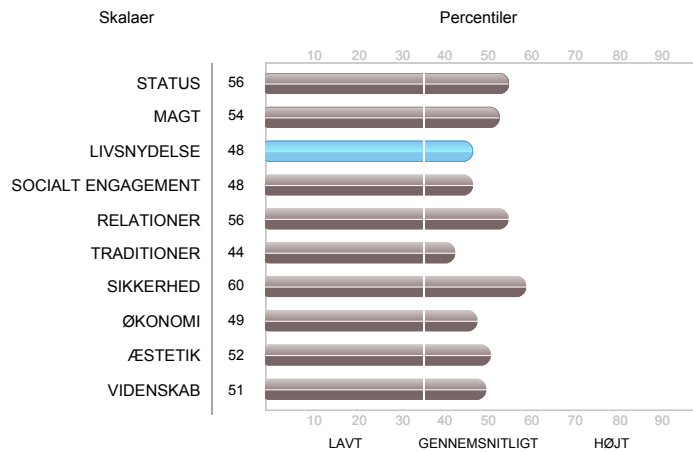 Skalaer Percentiler
10 20 30 40 50 60 70 80 90
STATUS 56
MAGT 54
LIVSNYDELSE 48
SOCIALT ENGAGEMENT 48
RELATIONER 56
TRADITIONER 44
SIKKERHED 60
ØKONOMI 49
ÆSTETIK 52
VIDENSKAB 51
10 20 30 40 50 60 70 80 90
LAVT GENNEMSNITLIGT HØJT